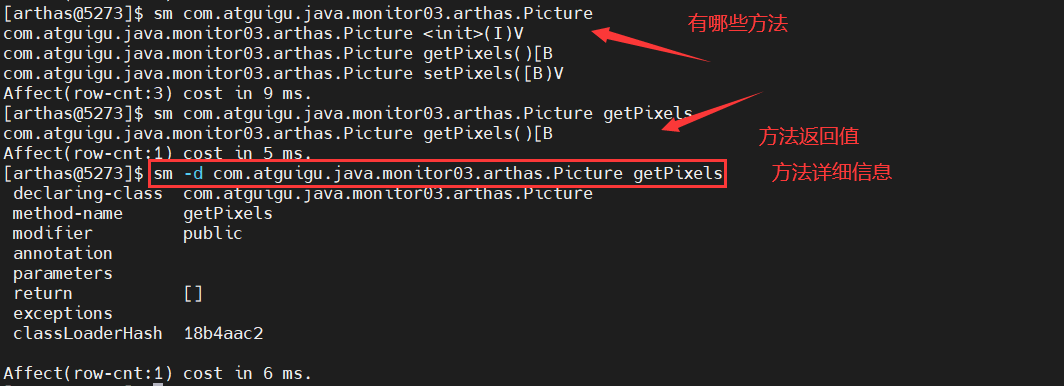 [arthas@5273]$ sm com.atguigu.java.monitor03.arthas.Picture
com.atguigu.java.monitor03.arthas.Picture <init>(I)V
有哪些方法
com.atguigu.java.monitor03.arthas.Picture getPixels()[B
com.atguigu.java.monitor03.arthas.Picture setPixels([B)V
Affect(row-cnt:3) cost in 9 ms.
[arthas@5273]$ sm com.atguigu.java.monitor03.arthas.Picture getPixels
com.atguigu.java.monitor03.arthas.Picture getPixels()[B
方法返回值
Affect(row-cnt:1) cost in 5 ms.
[arthas@5273]$ sm -d com.atguigu.java.monitor03.arthas.Picture getPixels
方法详细信息
declaring-class com.atguigu.java.monitor03.arthas.Picture
method-name getPixels
modifier public
annotation
parameters
return []
exceptions
classLoaderHash 18b4aac2
Affect(row-cnt:1) cost in 6 ms.